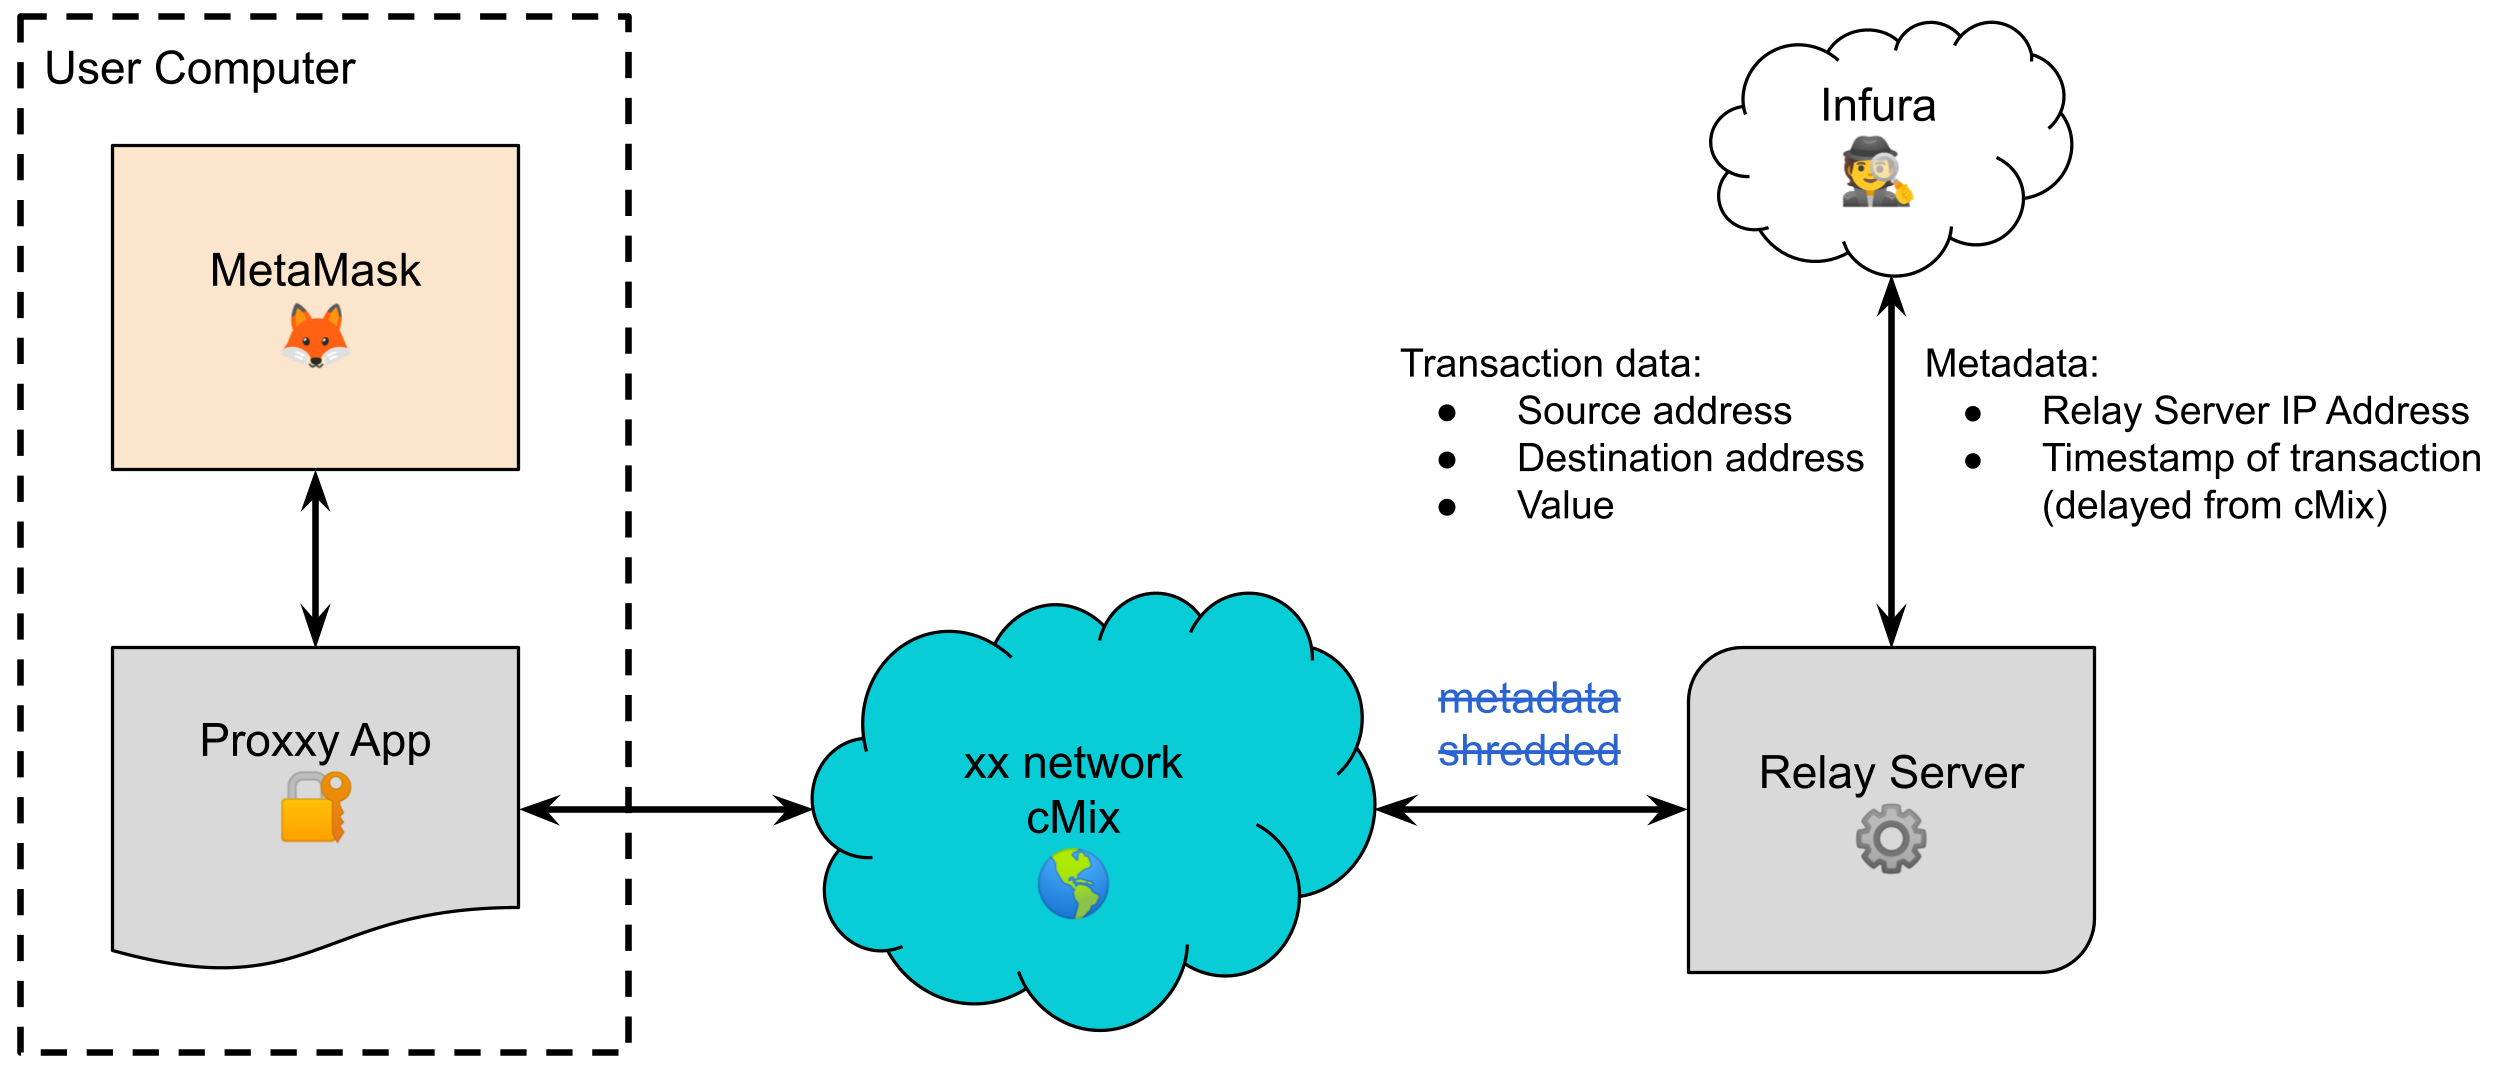 User Computer
MetaMask
Proxxy App
xx network
cMix
metadata
shredded
Relay Server
Infura
Transaction data:
● Source address
● Destination address
● Value
Metadata:
● Relay Server IP Address
● Timestamp of transaction
(delayed from cMix)